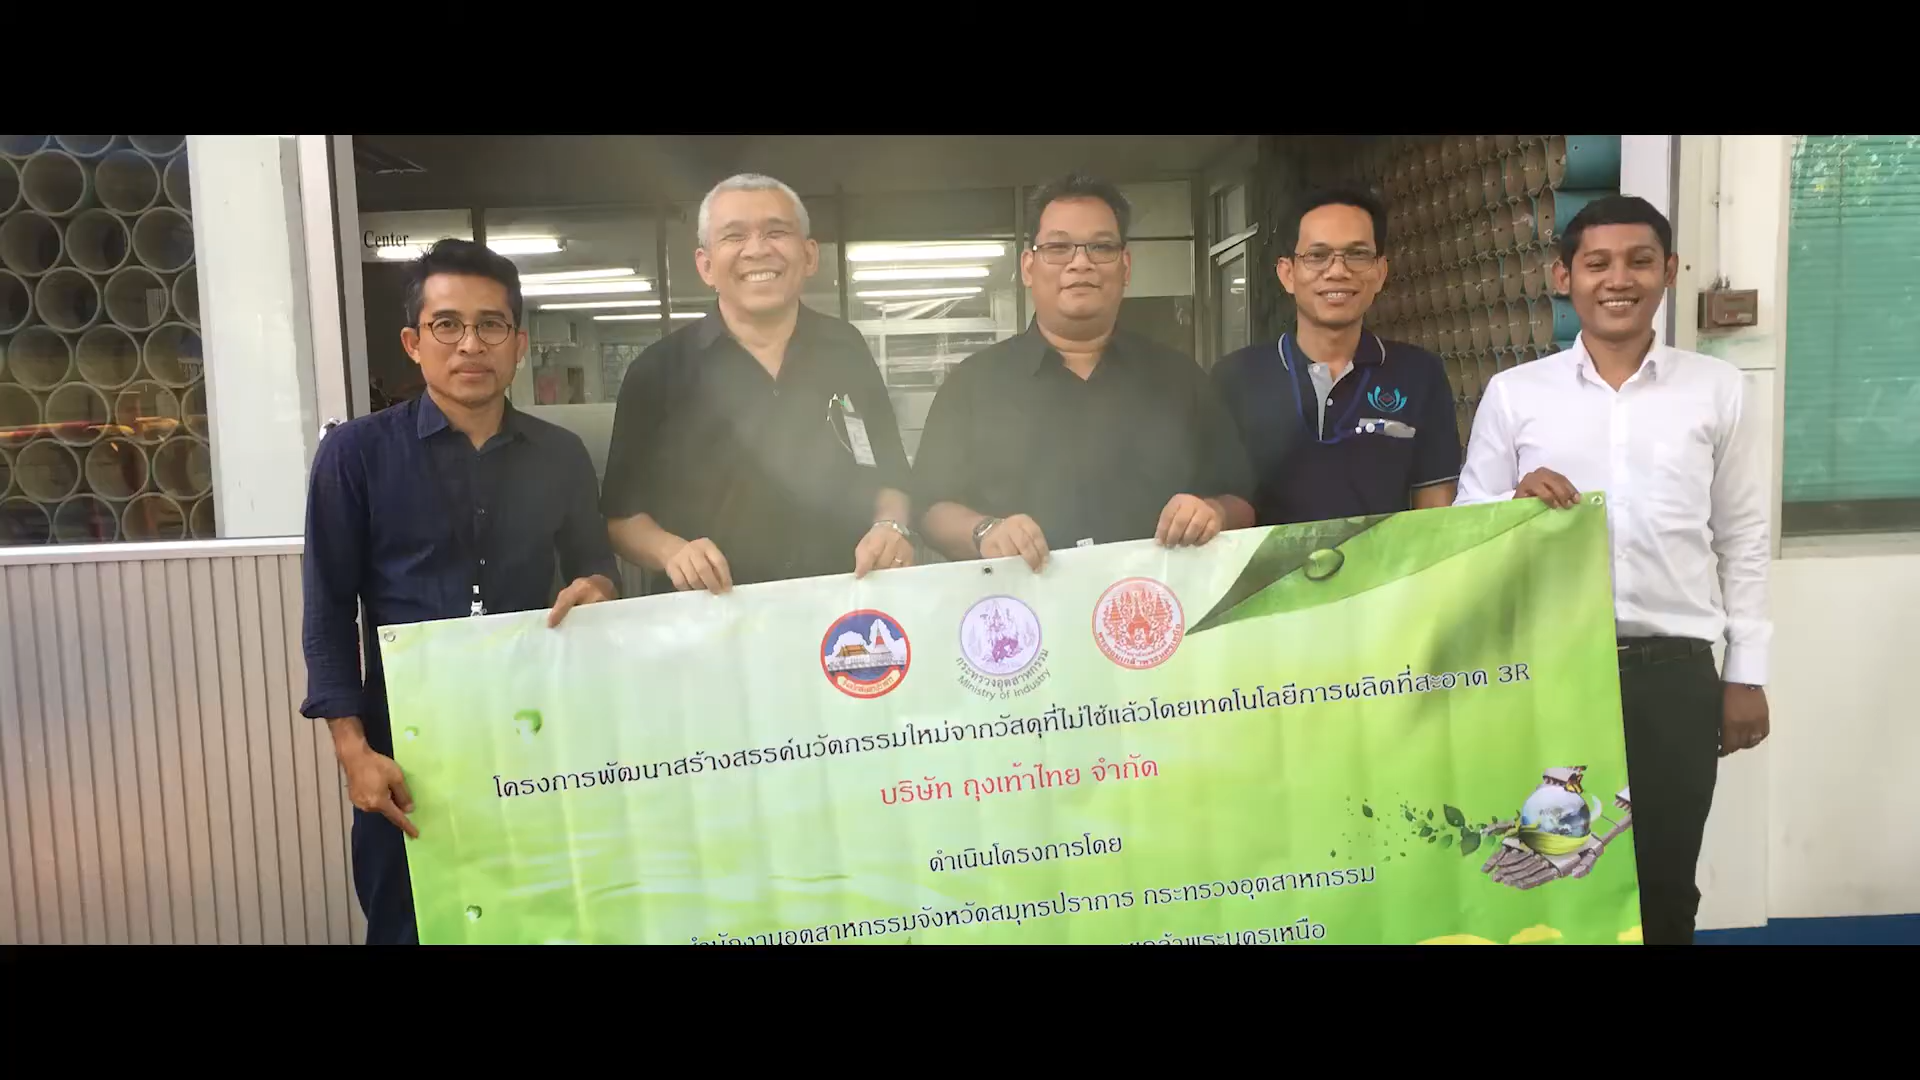 Center
กระทรวงอุตสาหกรรม
Ministry of Industry
โครงการพัฒนาสร้างสรรค์นวัตกรรมใหม่จากวัสดุที่ไม่ใช้แล้วโดยเทคโนโลยีการผลิตที่สะอาด 3R
บริษัท ถุงเท้าไทย จำกัด
ดำเนินโครงการโดย
สำนักงานอุตสาหกรรมจังหวัดสมุทรปราการ กระทรวงอุตสาหกรรม
พระนครเหนือ